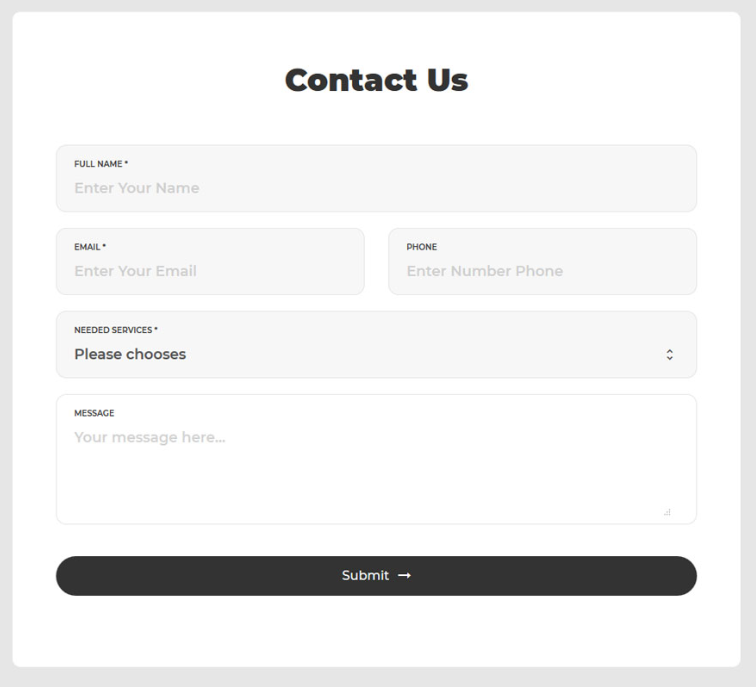 Contact Us
FULL NAME *
Enter Your Name
EMAIL *
Enter Your Email
PHONE
Enter Number Phone
NEEDED SERVICES *
Please chooses
MESSAGE
Your message here...
Submit →